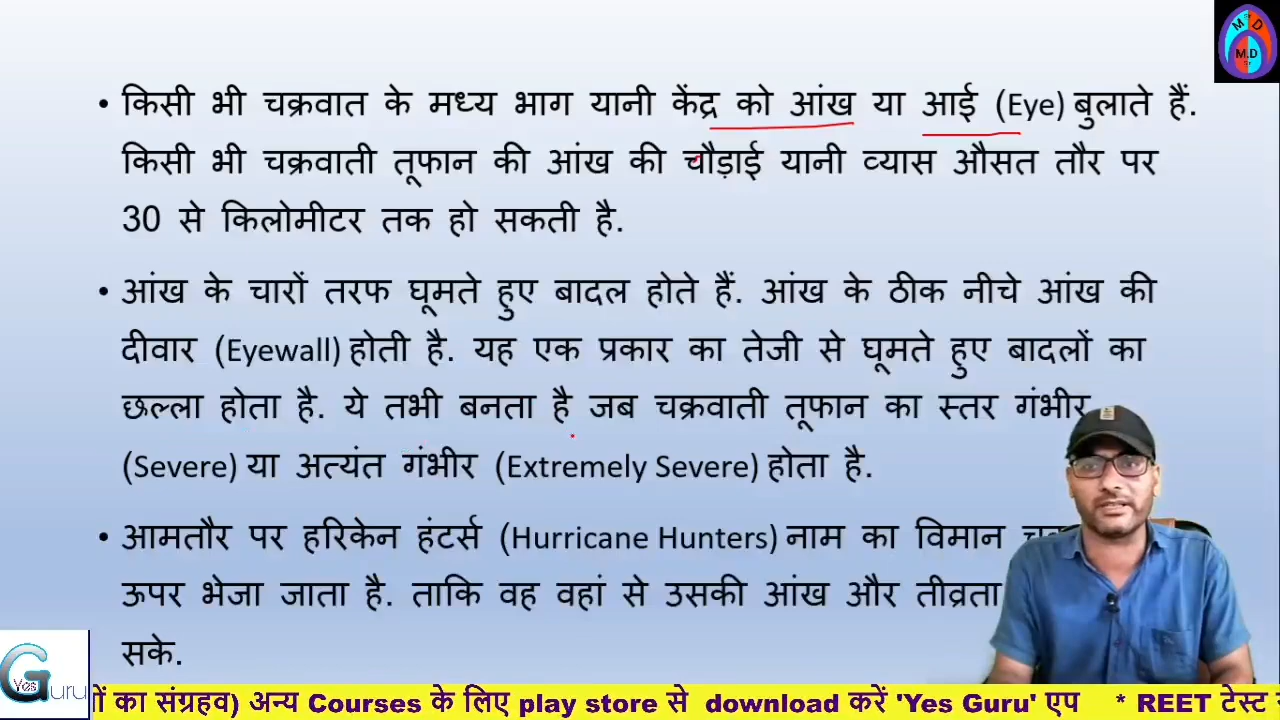 • किसी भी चक्रवात के मध्य भाग यानी केंद्र को आंख या आई (Eye) बुलाते हैं.
किसी भी चक्रवाती तूफान की आंख की चौड़ाई यानी व्यास औसत तौर पर
30 से किलोमीटर तक हो सकती है.
• आंख के चारों तरफ घूमते हुए बादल होते हैं. आंख के ठीक नीचे आंख की
दीवार (Eyewall) होती है. यह एक प्रकार का तेजी से घूमते हुए बादलों का
छल्ला होता है. ये तभी बनता है जब चक्रवाती तूफान का स्तर गंभीर
(Severe) या अत्यंत गंभीर (Extremely Severe) होता है.
• आमतौर पर हरिकेन हंटर्स (Hurricane Hunters) नाम का विमान
ऊपर भेजा जाता है. ताकि वह वहां से उसकी आंख और तीव्रता
सके.
M D
M.D
Yes
Guru
का संग्रहव) अन्य Courses के लिए play store से download करें 'Yes Guru' एप * REET टेस्ट